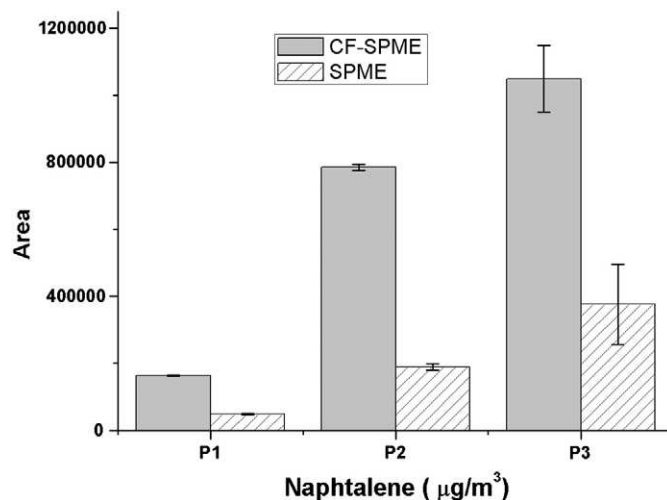 1200000
CF-SPME
SPME
800000
Area
400000
0
P1 P2 P3
Naphtalene ( μg/m³)